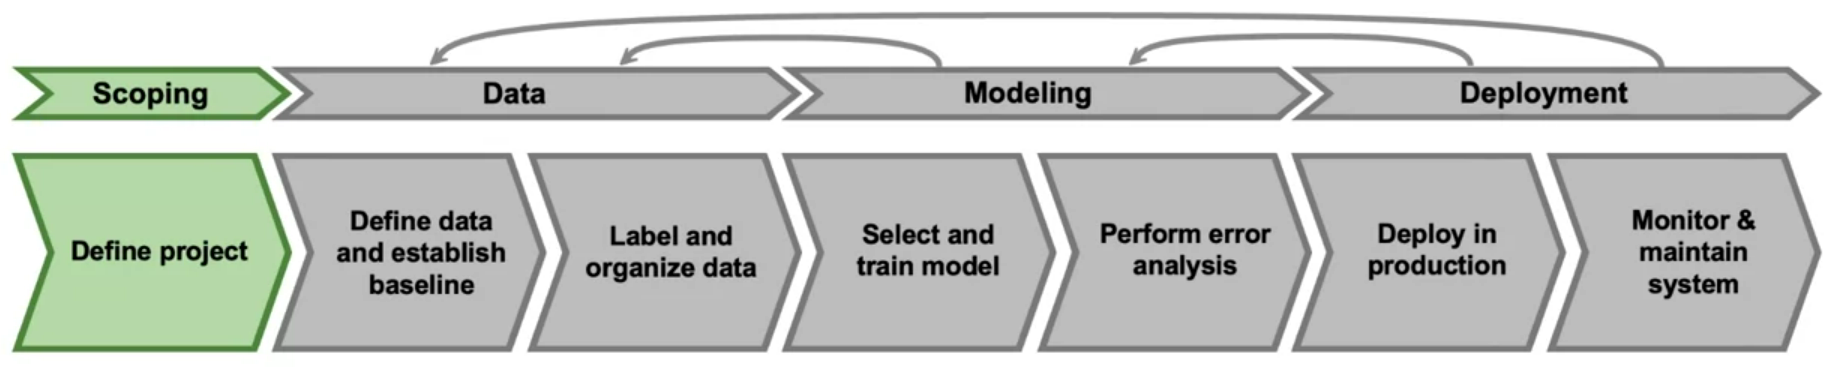 Scoping
Data
Modeling
Deployment
Define project
Define data
and establish
baseline
Label and
organize data
Select and
train model
Perform error
analysis
Deploy in
production
Monitor &
maintain
system